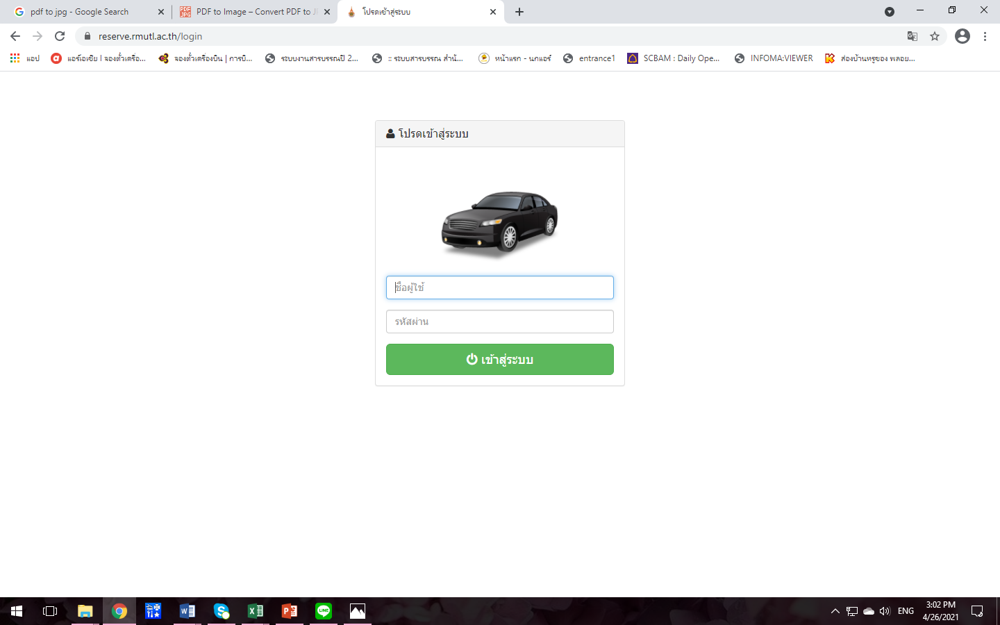 pdf to jpg - Google Search
PDF to Image – Convert PDF to JP
โปรดเข้าสู่ระบบ
reserve.rmutl.ac.th/login
แอป
แอร์เอเชีย l จองตั๋วเครื่อ...
จองตั๋วเครื่องบิน | การบิ...
ระบบงานสารบรรณปี 2...
:: ระบบสารบรรณ สำนั...
หน้าแรก - นกแอร์
entrance1
SCBAM : Daily Ope...
INFOMA:VIEWER
ส่องบ้านหรูของ พลอย...
โปรดเข้าสู่ระบบ
ชื่อผู้ใช้
รหัสผ่าน
เข้าสู่ระบบ
ENG
3:02 PM
4/26/2021